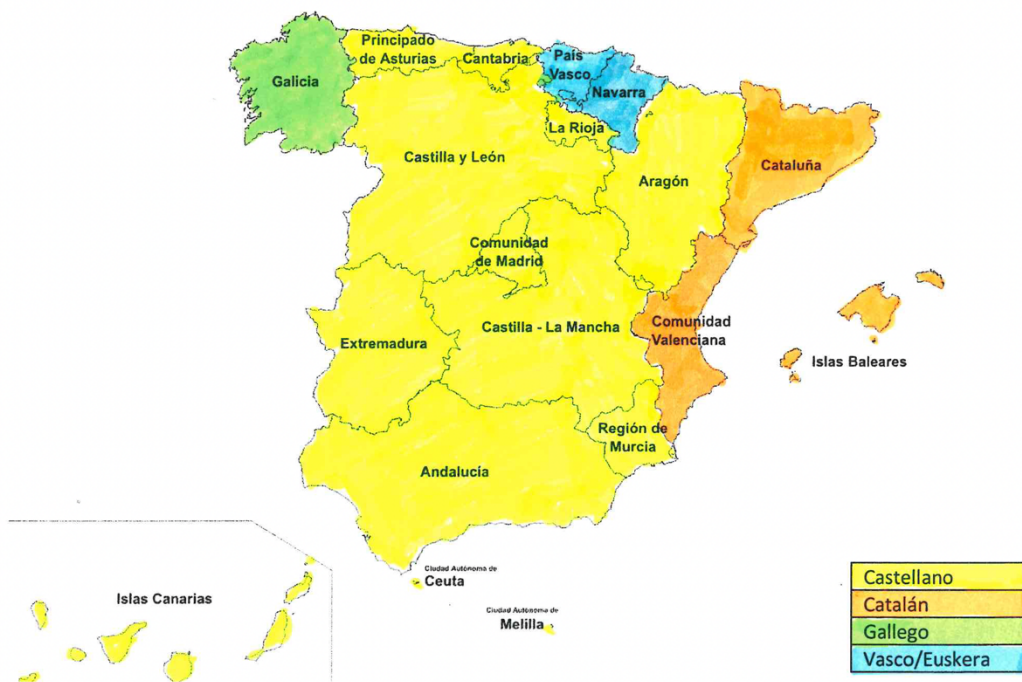 Principado
de Asturias
Cantabria
País
Vasco
Navarra
Galicia
La Rioja
Castilla y León
Aragón
Cataluña
Comunidad
de Madrid
Castilla - La Mancha
Comunidad
Valenciana
Extremadura
Islas Baleares
Región de
Murcia
Andalucía
Ciudad Autónoma de
Ceuta
Islas Canarias
Ciudad Autónoma de
Melilla
Castellano
Catalán
Gallego
Vasco/Euskera